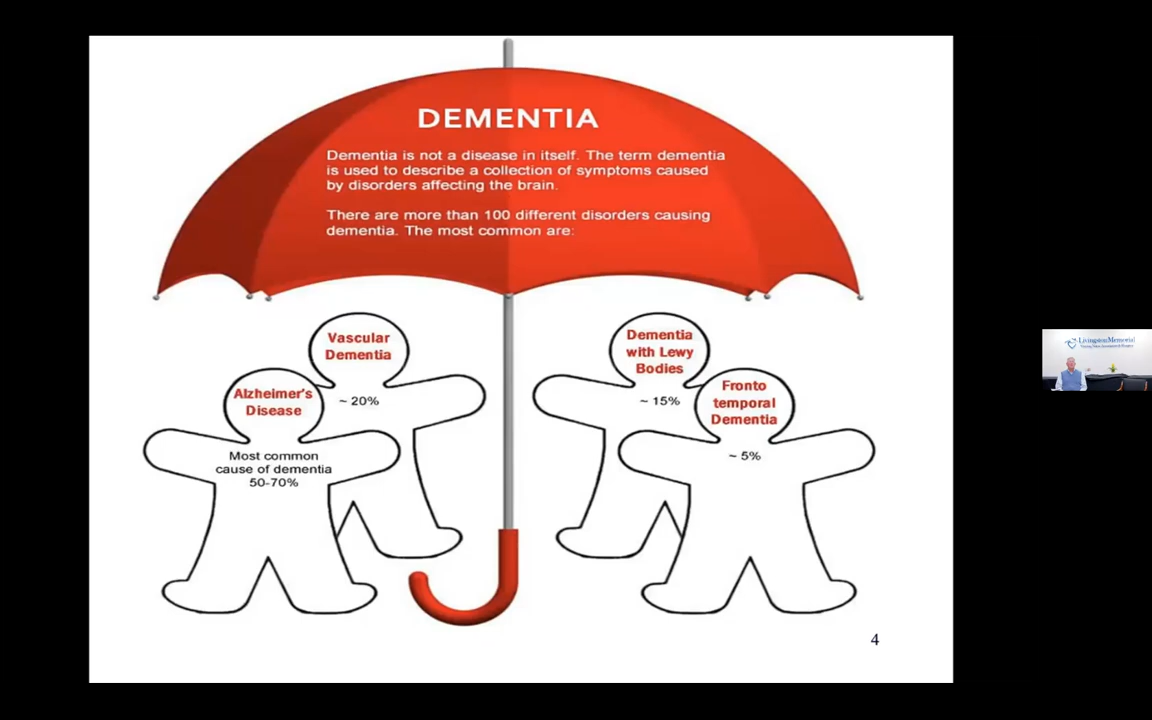 DEMENTIA
Dementia is not a disease in itself. The term dementia
is used to describe a collection of symptoms caused
by disorders affecting the brain.
There are more than 100 different disorders causing
dementia. The most common are:
Vascular
Dementia
~ 20%
Alzheimer's
Disease
Most common
cause of dementia
50-70%
Dementia
with Lewy
Bodies
~ 15%
Fronto
temporal
Dementia
~ 5%
4
LivingstonMemorial